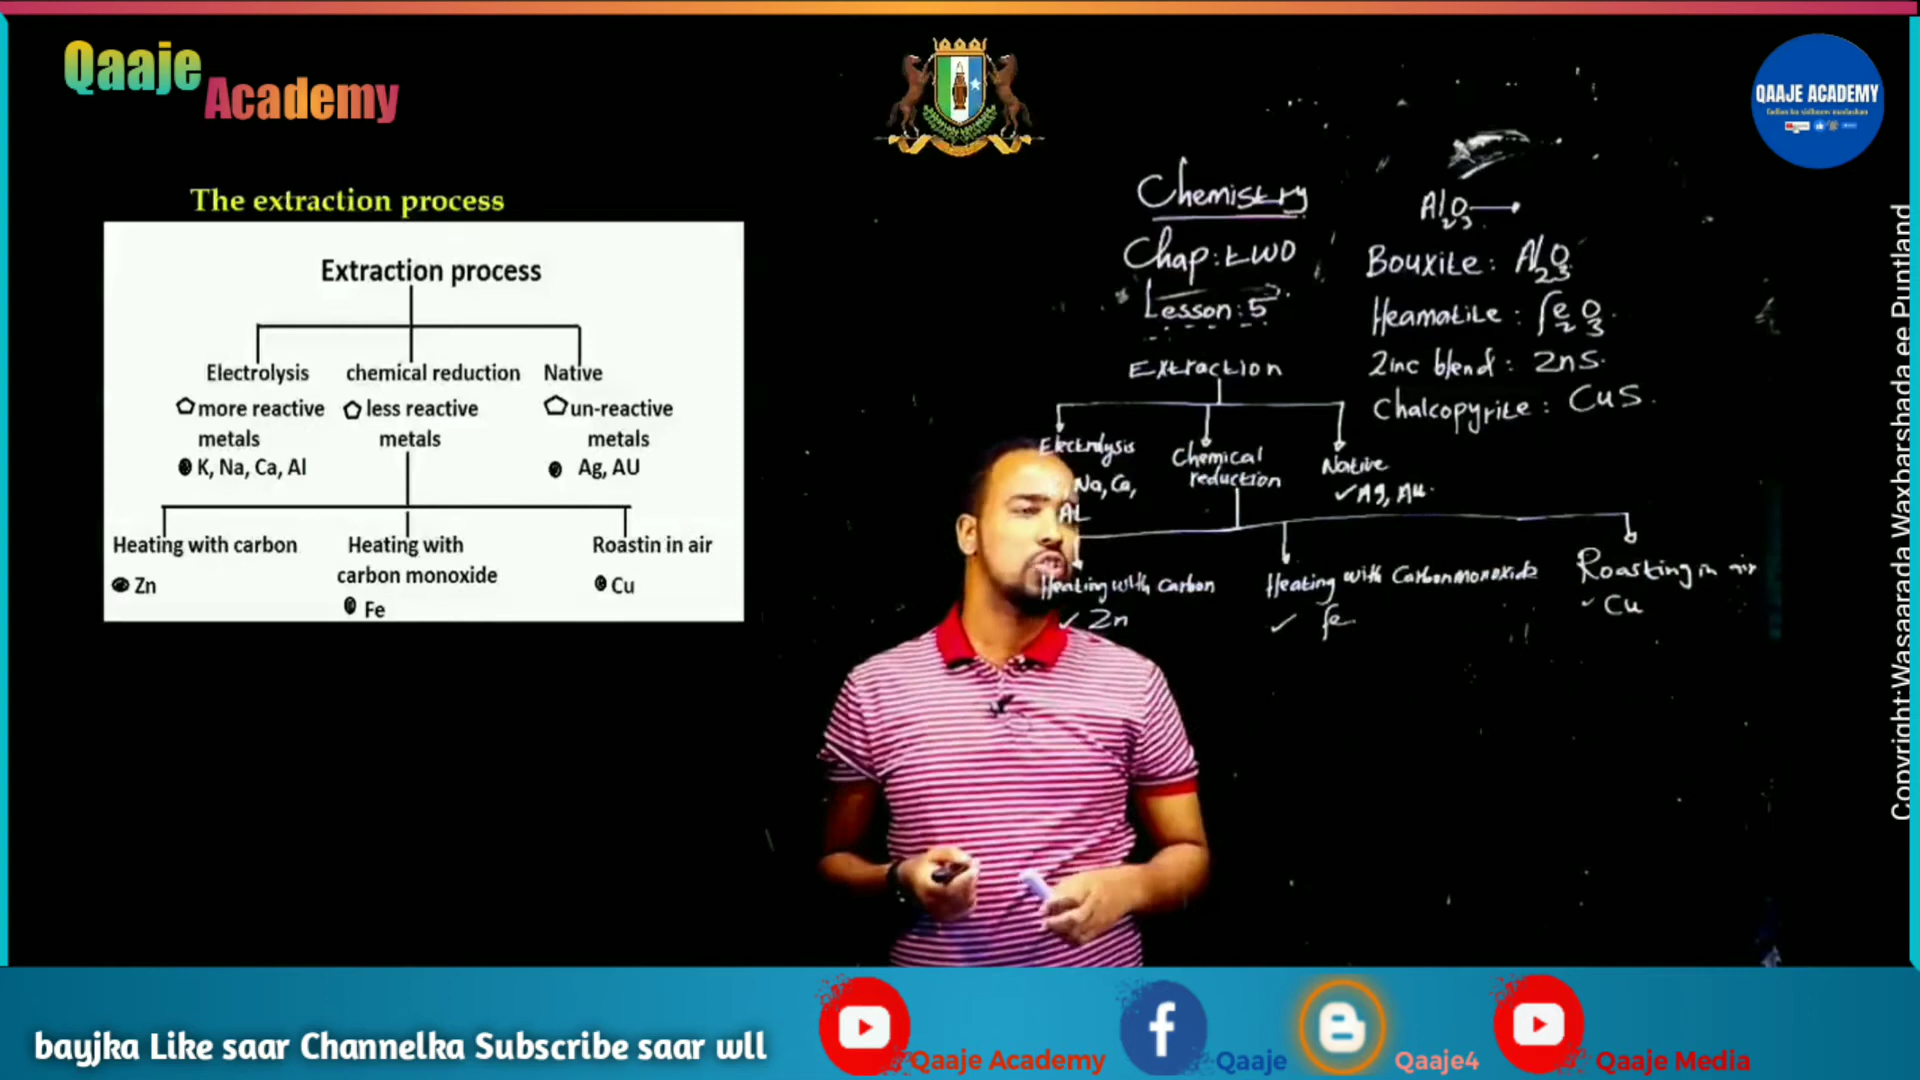 Qaaje
Academy
QAAJE ACADEMY
The extraction process
Extraction process
Electrolysis
chemical reduction
Native
more reactive
metals
K, Na, Ca, Al
less reactive
metals
un-reactive
metals
Ag, AU
Heating with carbon
Zn
Heating with
carbon monoxide
Fe
Roastin in air
Cu
Chemistry
Chap: two
Lesson: 5
Al2O3
Bouxite: Al2O3
Heamatite: Fe2O3
Zinc blend: ZnS.
Chalcopyrite: CuS.
Extraction
Electrolysis
Na, Ca,
AL
Chemical
reduction
Native
✓Ag, Au.
Heating with Carbon
✓ Zn
Heating with Carbonmonoxide
✓ fe
Roasting in air
Cu
Copyright:Wasaarada Waxbarshada ee Puntland
bayjka Like saar Channelka Subscribe saar wll
Qaaje Academy
Qaaje
Qaaje4
Qaaje Media